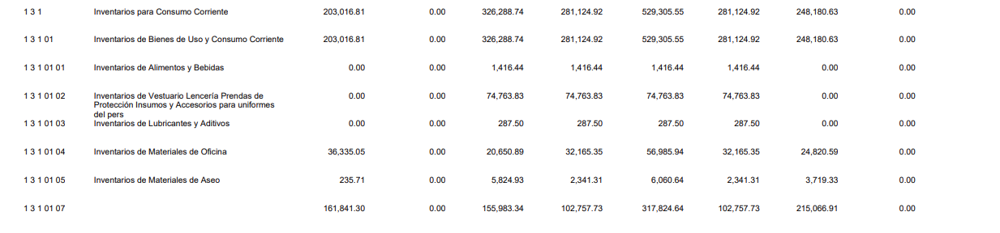 1 3 1 Inventarios para Consumo Corriente 203,016.81 0.00 326,288.74 281,124.92 529,305.55 281,124.92 248,180.63 0.00
1 3 1 01 Inventarios de Bienes de Uso y Consumo Corriente 203,016.81 0.00 326,288.74 281,124.92 529,305.55 281,124.92 248,180.63 0.00
1 3 1 01 01 Inventarios de Alimentos y Bebidas 0.00 0.00 1,416.44 1,416.44 1,416.44 1,416.44 0.00 0.00
1 3 1 01 02 Inventarios de Vestuario Lencería Prendas de 0.00 0.00 74,763.83 74,763.83 74,763.83 74,763.83 0.00 0.00
Protección Insumos y Accesorios para uniformes
del pers
1 3 1 01 03 Inventarios de Lubricantes y Aditivos 0.00 0.00 287.50 287.50 287.50 287.50 0.00 0.00
1 3 1 01 04 Inventarios de Materiales de Oficina 36,335.05 0.00 20,650.89 32,165.35 56,985.94 32,165.35 24,820.59 0.00
1 3 1 01 05 Inventarios de Materiales de Aseo 235.71 0.00 5,824.93 2,341.31 6,060.64 2,341.31 3,719.33 0.00
1 3 1 01 07 161,841.30 0.00 155,983.34 102,757.73 317,824.64 102,757.73 215,066.91 0.00